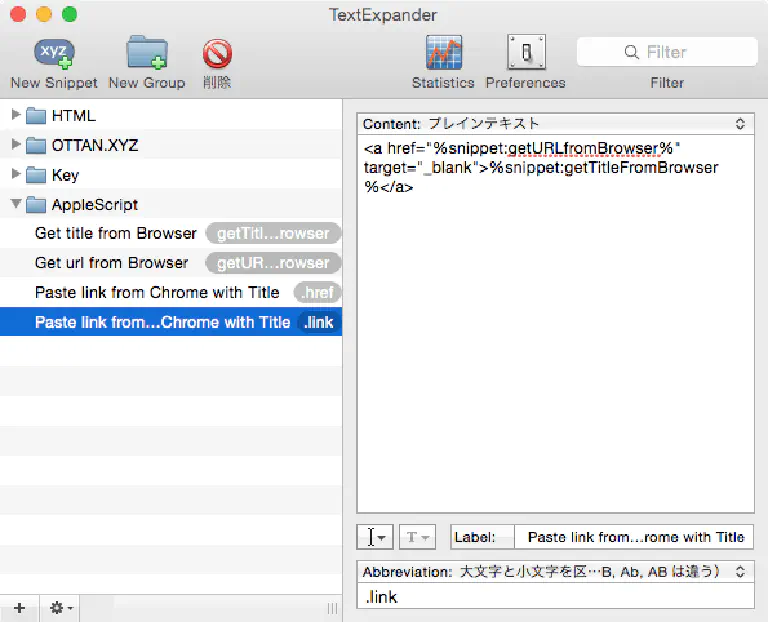 TextExpander
New Snippet
New Group
削除
Statistics
Preferences
Filter
Filter
xyz
HTML
OTTAN.XYZ
Key
AppleScript
Get title from Browser getTitl...rowser
Get url from Browser getUR...rowser
Paste link from Chrome with Title .href
Paste link from...Chrome with Title .link
Content: プレインテキスト
<a href="%snippet:getURLfromBrowser%"
target="_blank">%snippet:getTitleFromBrowser
%</a>
T
Label: Paste link from...rome with Title
Abbreviation: 大文字と小文字を区…B, Ab, AB は違う）
.link